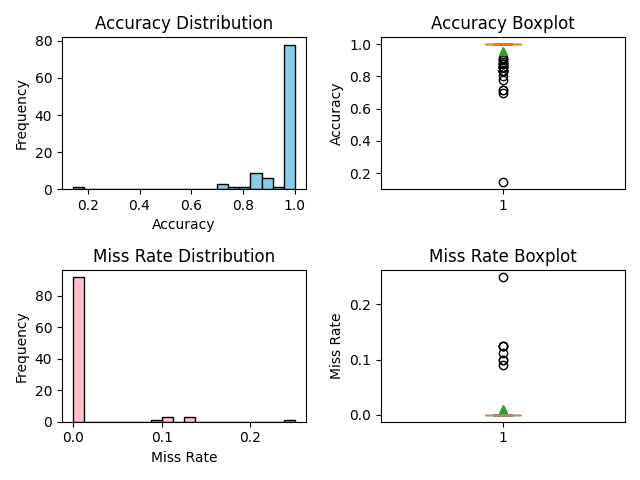 Accuracy Distribution
80
60
40
20
0
0.2 0.4 0.6 0.8 1.0
Frequency
Accuracy
Accuracy Boxplot
1.0
0.8
0.6
0.4
0.2
1
Accuracy
Miss Rate Distribution
80
60
40
20
0
0.0 0.1 0.2
Frequency
Miss Rate
Miss Rate Boxplot
0.2
0.1
0.0
1
Miss Rate